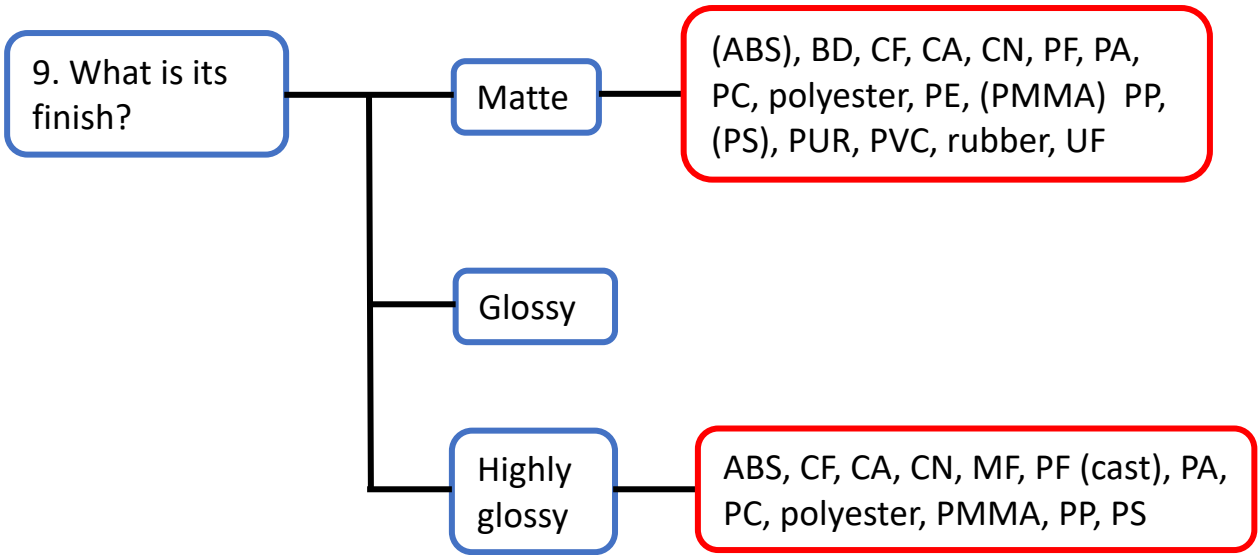 9. What is its
finish?
Matte
(ABS), BD, CF, CA, CN, PF, PA,
PC, polyester, PE, (PMMA)  PP,
(PS), PUR, PVC, rubber, UF
Glossy
Highly
glossy
ABS, CF, CA, CN, MF, PF (cast), PA,
PC, polyester, PMMA, PP, PS